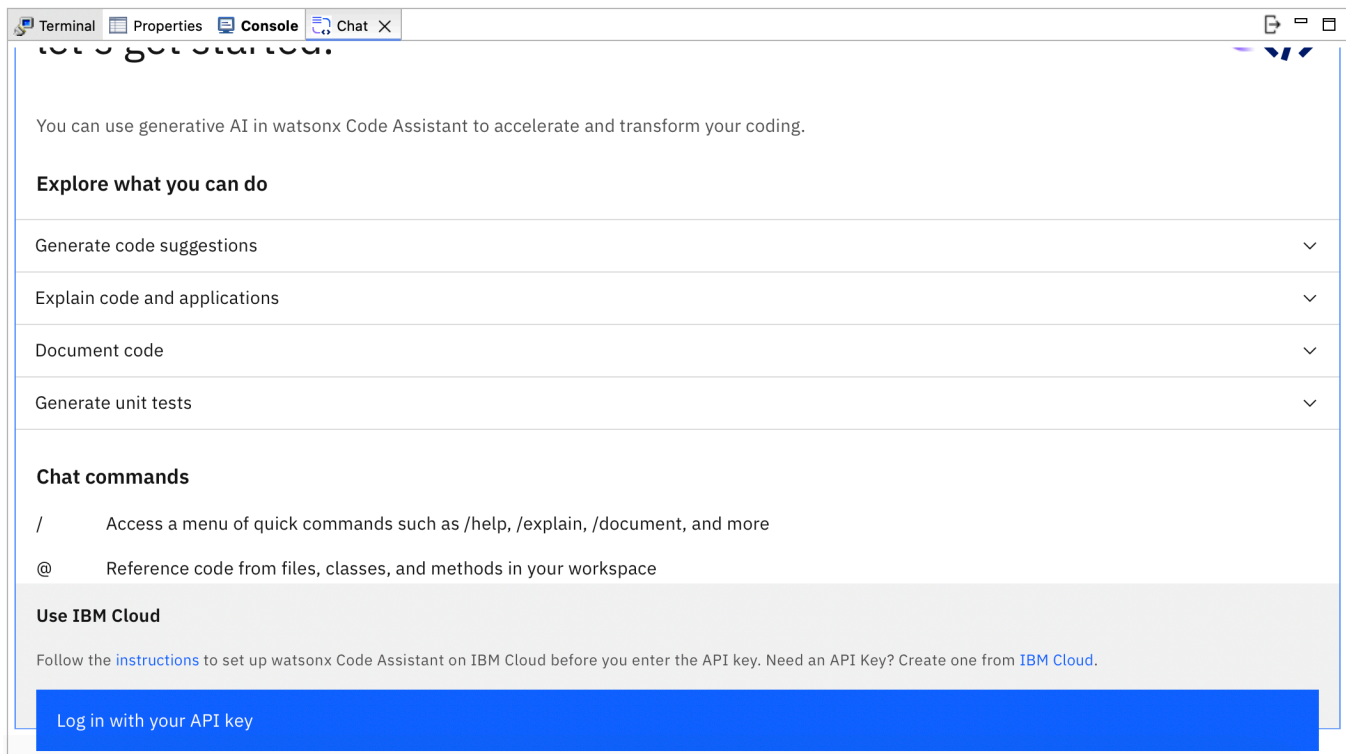 Terminal
Properties
Console
Chat
let's get started.
You can use generative AI in watsonx Code Assistant to accelerate and transform your coding.
Explore what you can do
Generate code suggestions
Explain code and applications
Document code
Generate unit tests
Chat commands
/ Access a menu of quick commands such as /help, /explain, /document, and more
@ Reference code from files, classes, and methods in your workspace
Use IBM Cloud
Follow the instructions to set up watsonx Code Assistant on IBM Cloud before you enter the API key. Need an API Key? Create one from IBM Cloud.
Log in with your API key